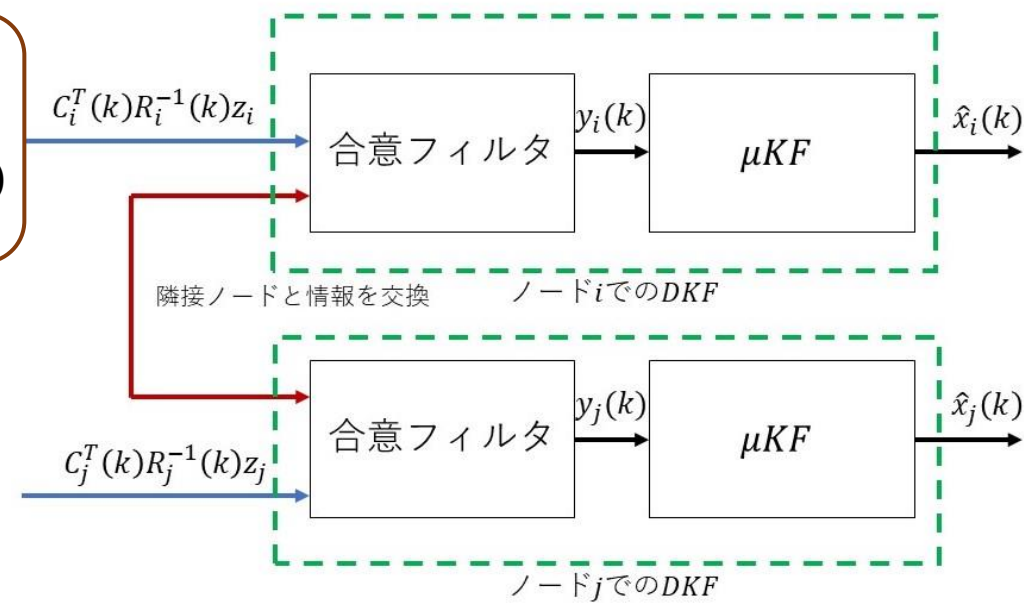 C_i^T(k)R_i^{-1}(k)z_i
)
合意フィルタ
y_i(k)
μKF
x̂_i(k)
隣接ノードと情報を交換
ノードiでのDKF
合意フィルタ
y_j(k)
μKF
x̂_j(k)
C_j^T(k)R_j^{-1}(k)z_j
ノードjでのDKF